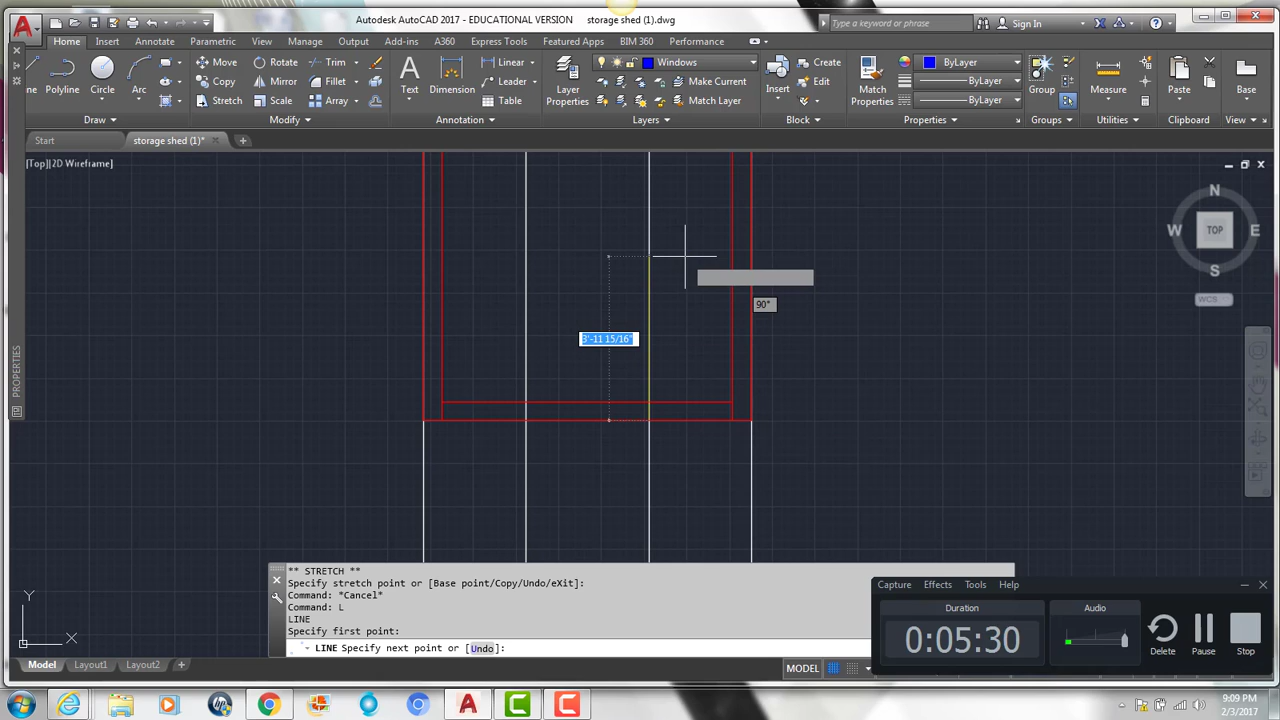 Autodesk AutoCAD 2017 - EDUCATIONAL VERSION storage shed (1).dwg
Type a keyword or phrase
Sign In
Home Insert Annotate Parametric View Manage Output Add-ins A360 Express Tools Featured Apps BIM 360 Performance
Move Rotate Trim
Copy Mirror Fillet
Stretch Scale Array
Polyline Circle Arc
Text Dimension
Linear
Leader
Table
Layer Properties
Windows
Make Current
Match Layer
Insert
Create
Edit
Match Properties
ByLayer
ByLayer
ByLayer
Group
Measure
Paste
Base
Draw Modify Annotation Layers Block Properties Groups Utilities Clipboard View
Start storage shed (1)*
[Top][2D Wireframe]
N
W TOP E
S
WCS
90°
3'-11 15/16"
PROPERTIES
** STRETCH **
Specify stretch point or [Base point/Copy/Undo/eXit]:
Command: *Cancel*
Command: L
LINE
Specify first point:
LINE Specify next point or [Undo]:
Y
X
Capture Effects Tools Help
Duration Audio
0:05:30
Delete Pause Stop
Model Layout1 Layout2
MODEL
9:09 PM
2/3/2017